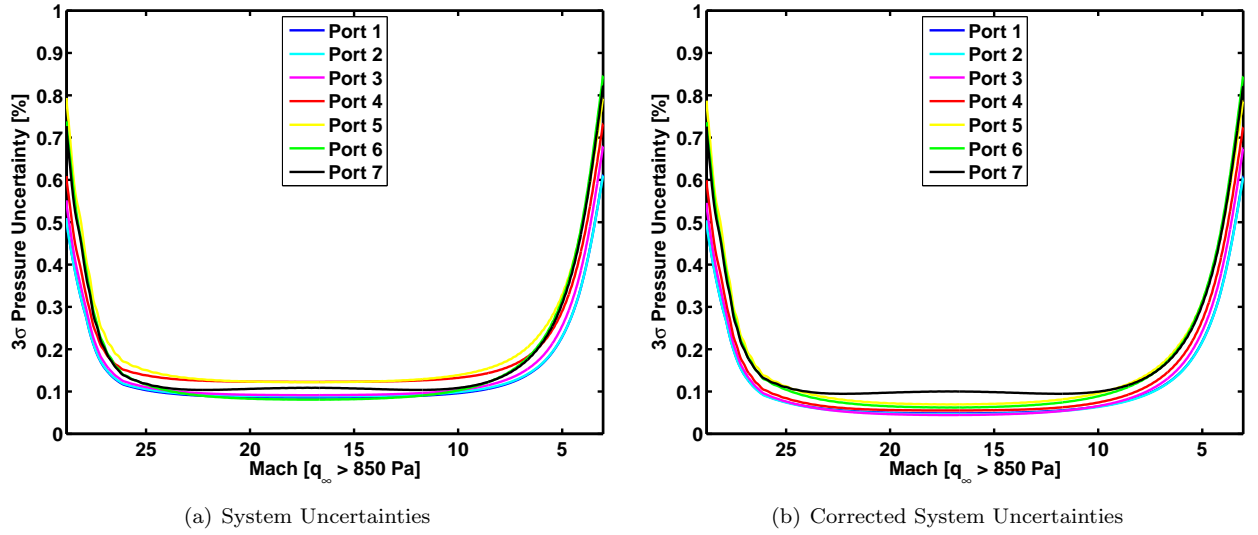 1
0.9
0.8
0.7
0.6
0.5
0.4
0.3
0.2
0.1
0
3σ Pressure Uncertainty [%]
Port 1
Port 2
Port 3
Port 4
Port 5
Port 6
Port 7
25 20 15 10 5
Mach [q∞ > 850 Pa]
(a) System Uncertainties
1
0.9
0.8
0.7
0.6
0.5
0.4
0.3
0.2
0.1
0
3σ Pressure Uncertainty [%]
Port 1
Port 2
Port 3
Port 4
Port 5
Port 6
Port 7
25 20 15 10 5
Mach [q∞ > 850 Pa]
(b) Corrected System Uncertainties